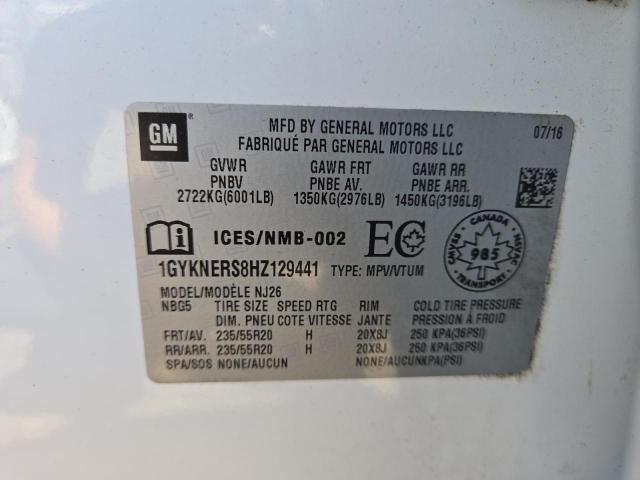 GM
MFD BY GENERAL MOTORS LLC 07/16
FABRIQUÉ PAR GENERAL MOTORS LLC
GVWR GAWR FRT GAWR RR
PNBV PNBE AV. PNBE ARR.
2722KG(6001LB) 1350KG(2976LB) 1450KG(3196LB)
ICES/NMB-002 EC
CANADA
CMVSS 985 NSVAC
1GYKNERS8HZ129441 TYPE: MPV/VTUM
MODEL/MODÈLE NJ26
NBG5 TIRE SIZE SPEED RTG RIM COLD TIRE PRESSURE
DIM. PNEU COTE VITESSE JANTE PRESSION À FROID
FRT/AV. 235/55R20 H 20X8J 250 KPA(36PSI)
RR/ARR. 235/55R20 H 20X8J 250 KPA(36PSI)
SPA/SOS NONE/AUCUN NONE/AUCUNKPA(PSI)